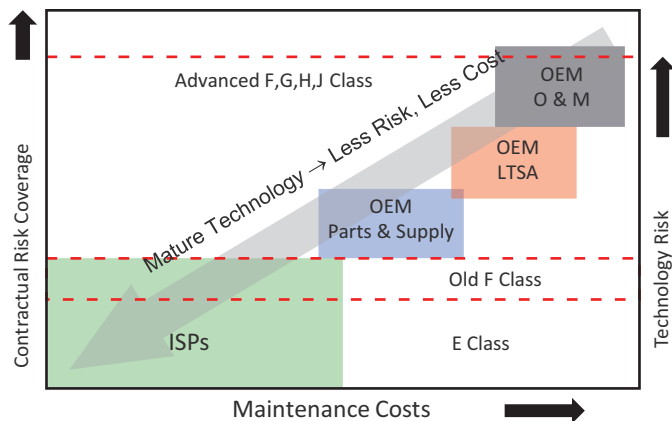 Advanced F,G,H,J Class
OEM
O & M
Mature Technology → Less Risk, Less Cost
OEM
LTSA
OEM
Parts & Supply
Old F Class
ISPs
E Class
Contractual Risk Coverage
Technology Risk
Maintenance Costs